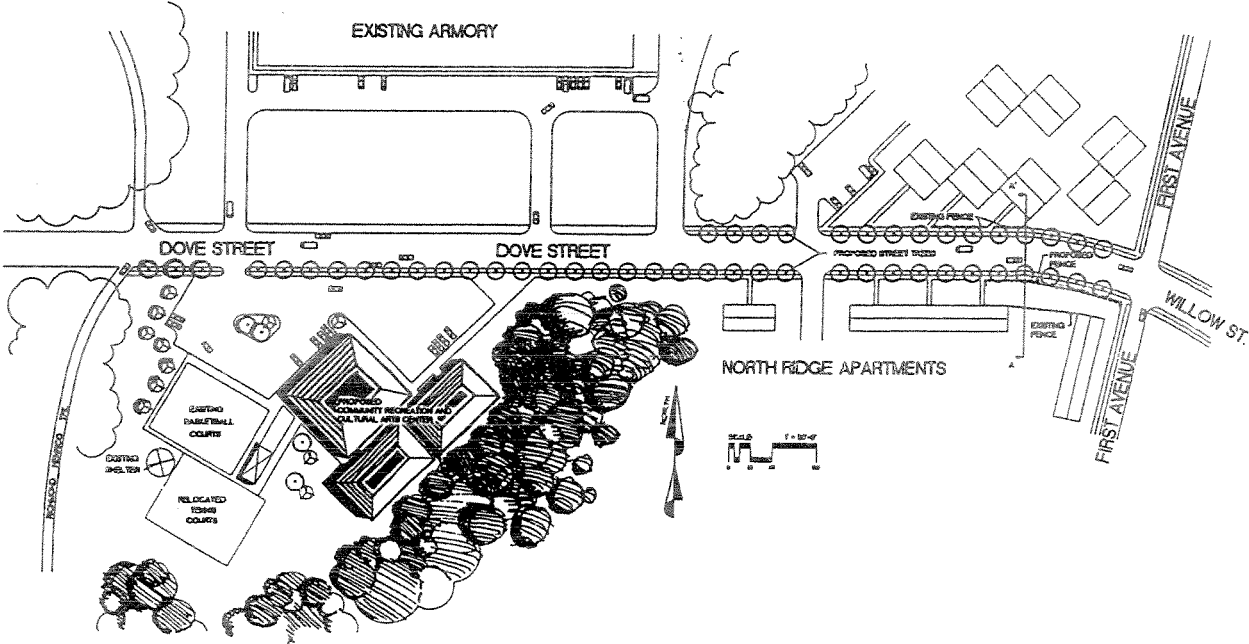 EXISTING ARMORY
FIRST AVENUE
EXISTING FENCE
DOVE STREET
DOVE STREET
PROPOSED STREET TREES
PROPOSED
FENCE
WILLOW ST.
EXISTING
FENCE
NORTH RIDGE APARTMENTS
FIRST AVENUE
PROPOSED
COMMUNITY RECREATION AND
CULTURAL ARTS CENTER
EXISTING
BASKETBALL
COURTS
NORTH
SCALE
EXISTING
SHELTER
RELOCATED
TENNIS
COURTS